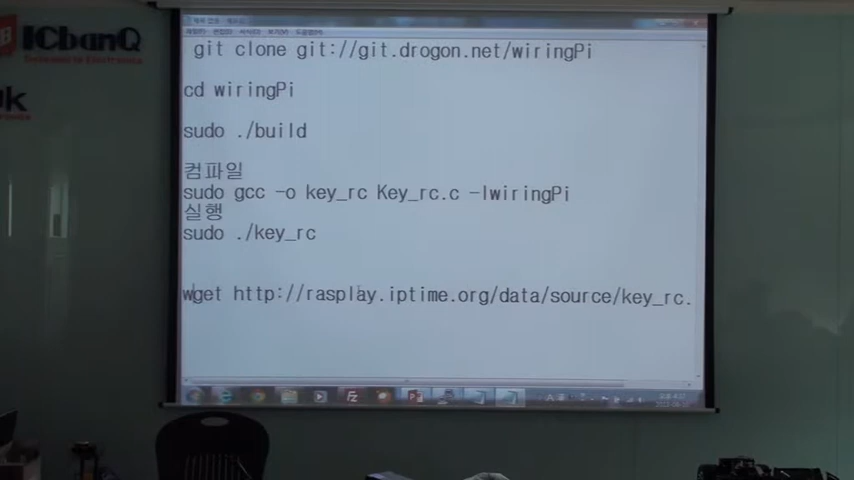 ICbanQ
git clone git://git.drogon.net/wiringPi
cd wiringPi
sudo ./build
컴파일
sudo gcc -o key_rc Key_rc.c -lwiringPi
실행
sudo ./key_rc
wget http://rasplay.iptime.org/data/source/key_rc.